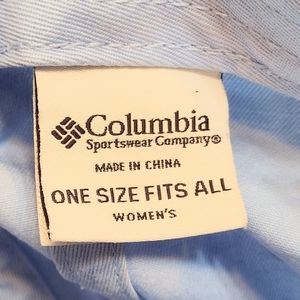 Columbia
Sportswear Company®
MADE IN CHINA
ONE SIZE FITS ALL
WOMEN'S